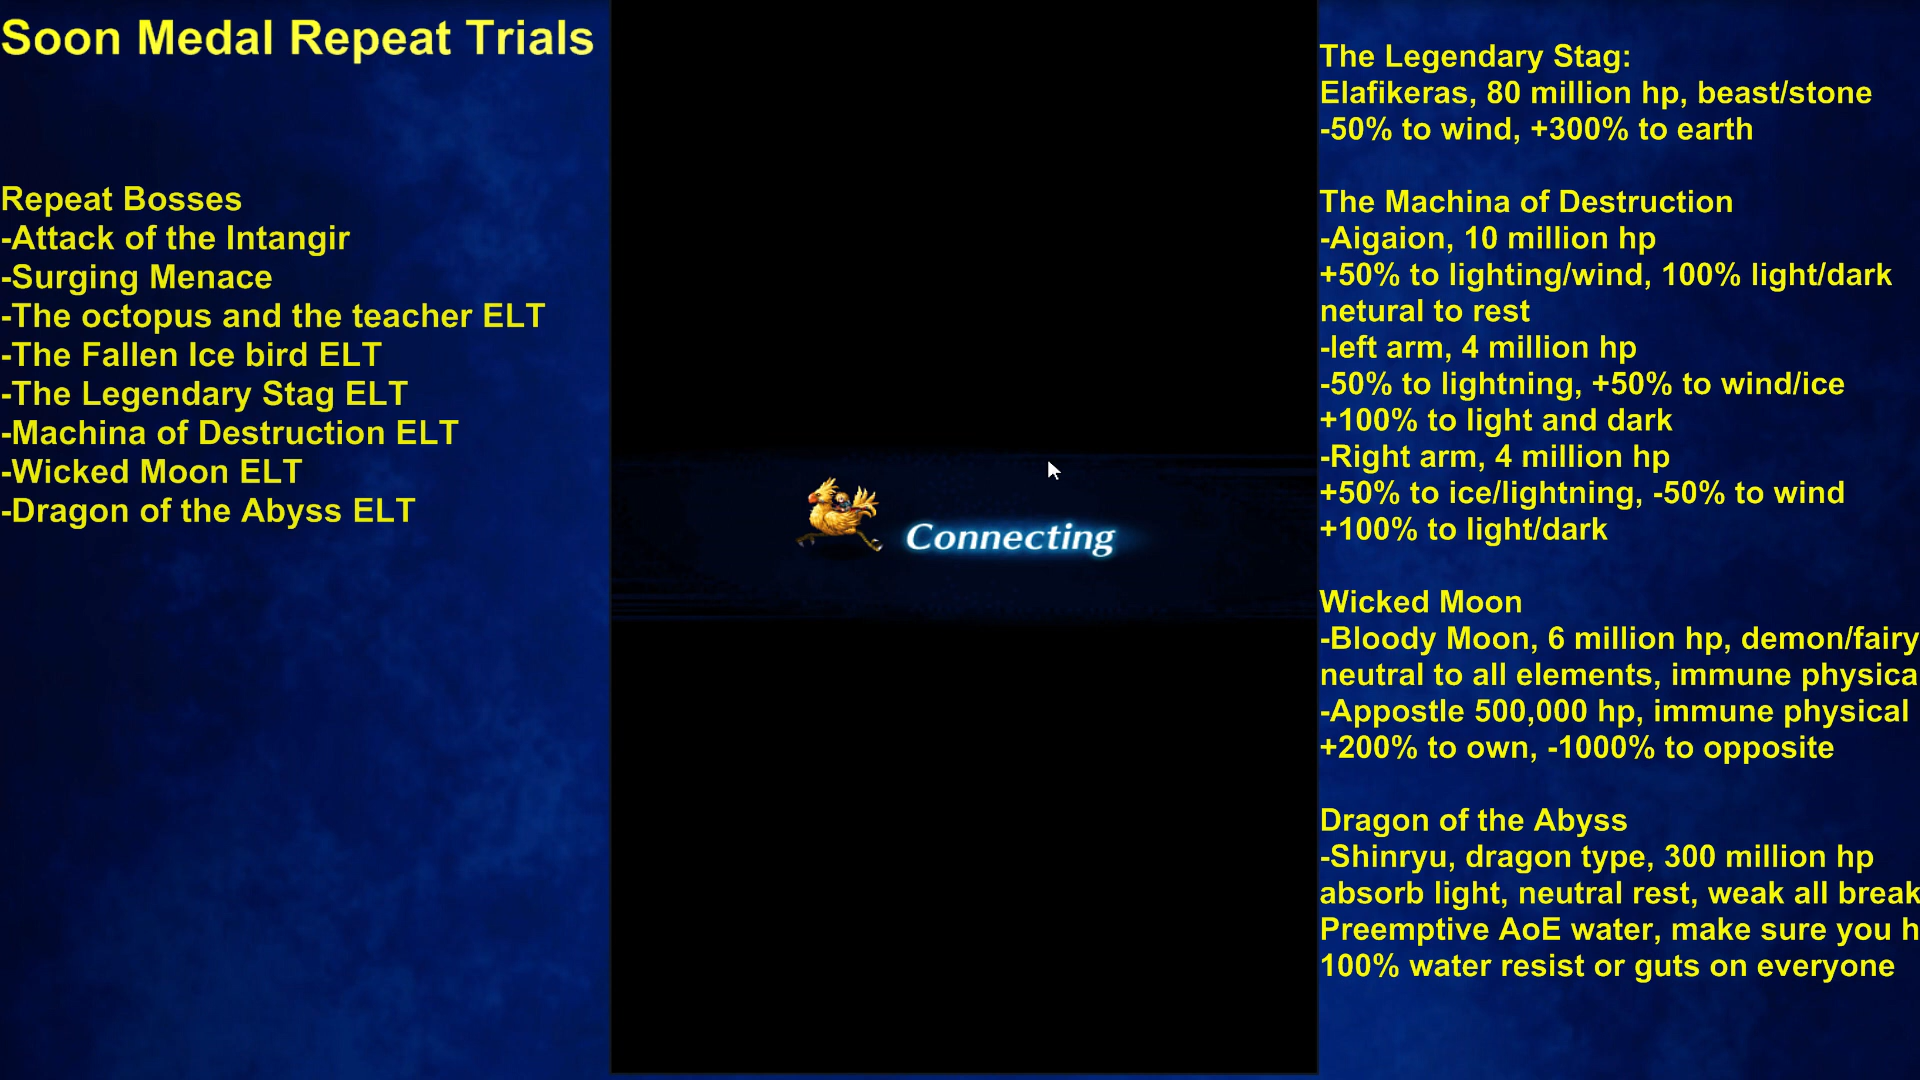 Soon Medal Repeat Trials
Repeat Bosses
-Attack of the Intangir
-Surging Menace
-The octopus and the teacher ELT
-The Fallen Ice bird ELT
-The Legendary Stag ELT
-Machina of Destruction ELT
-Wicked Moon ELT
-Dragon of the Abyss ELT
Connecting
The Legendary Stag:
Elafikeras, 80 million hp, beast/stone
-50% to wind, +300% to earth
The Machina of Destruction
-Aigaion, 10 million hp
+50% to lighting/wind, 100% light/dark
netural to rest
-left arm, 4 million hp
-50% to lightning, +50% to wind/ice
+100% to light and dark
-Right arm, 4 million hp
+50% to ice/lightning, -50% to wind
+100% to light/dark
Wicked Moon
-Bloody Moon, 6 million hp, demon/fairy
neutral to all elements, immune physica
-Appostle 500,000 hp, immune physical
+200% to own, -1000% to opposite
Dragon of the Abyss
-Shinryu, dragon type, 300 million hp
absorb light, neutral rest, weak all break
Preemptive AoE water, make sure you h
100% water resist or guts on everyone